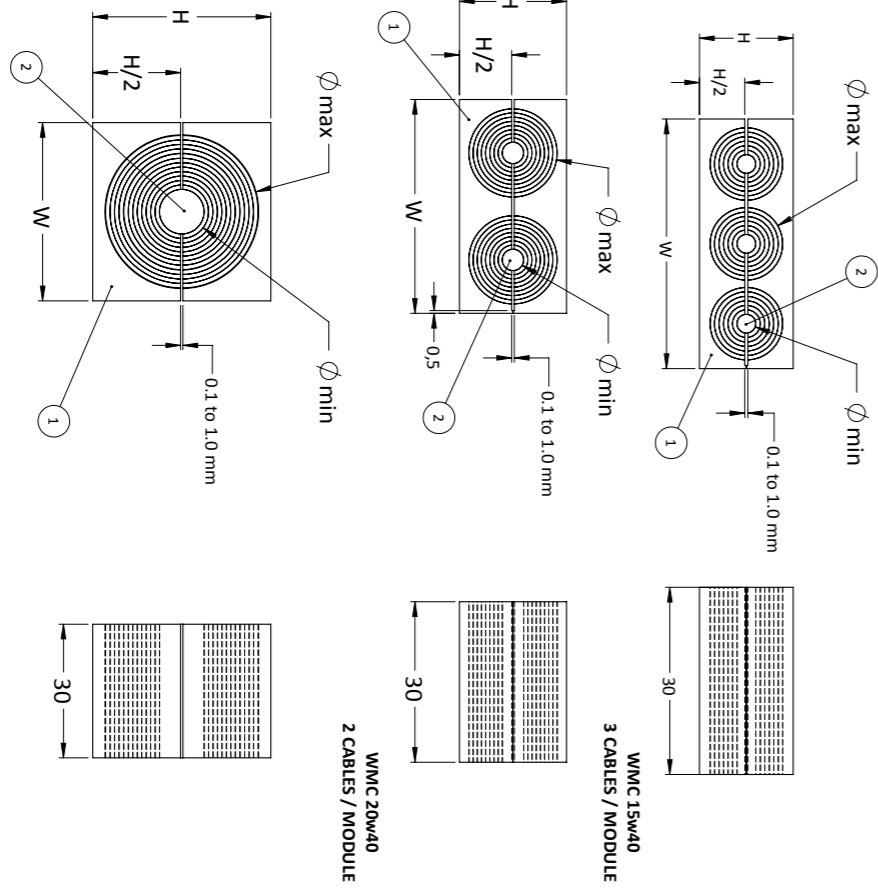 H
H/2
Ø max
W
2
Ø min
1
0.1 to 1.0 mm
30
WMC 15w40
3 CABLES / MODULE
H
1
H/2
W
Ø max
Ø min
0,5
2
0.1 to 1.0 mm
30
WMC 20w40
2 CABLES / MODULE
H
2
H/2
Ø max
W
Ø min
0.1 to 1.0 mm
1
30